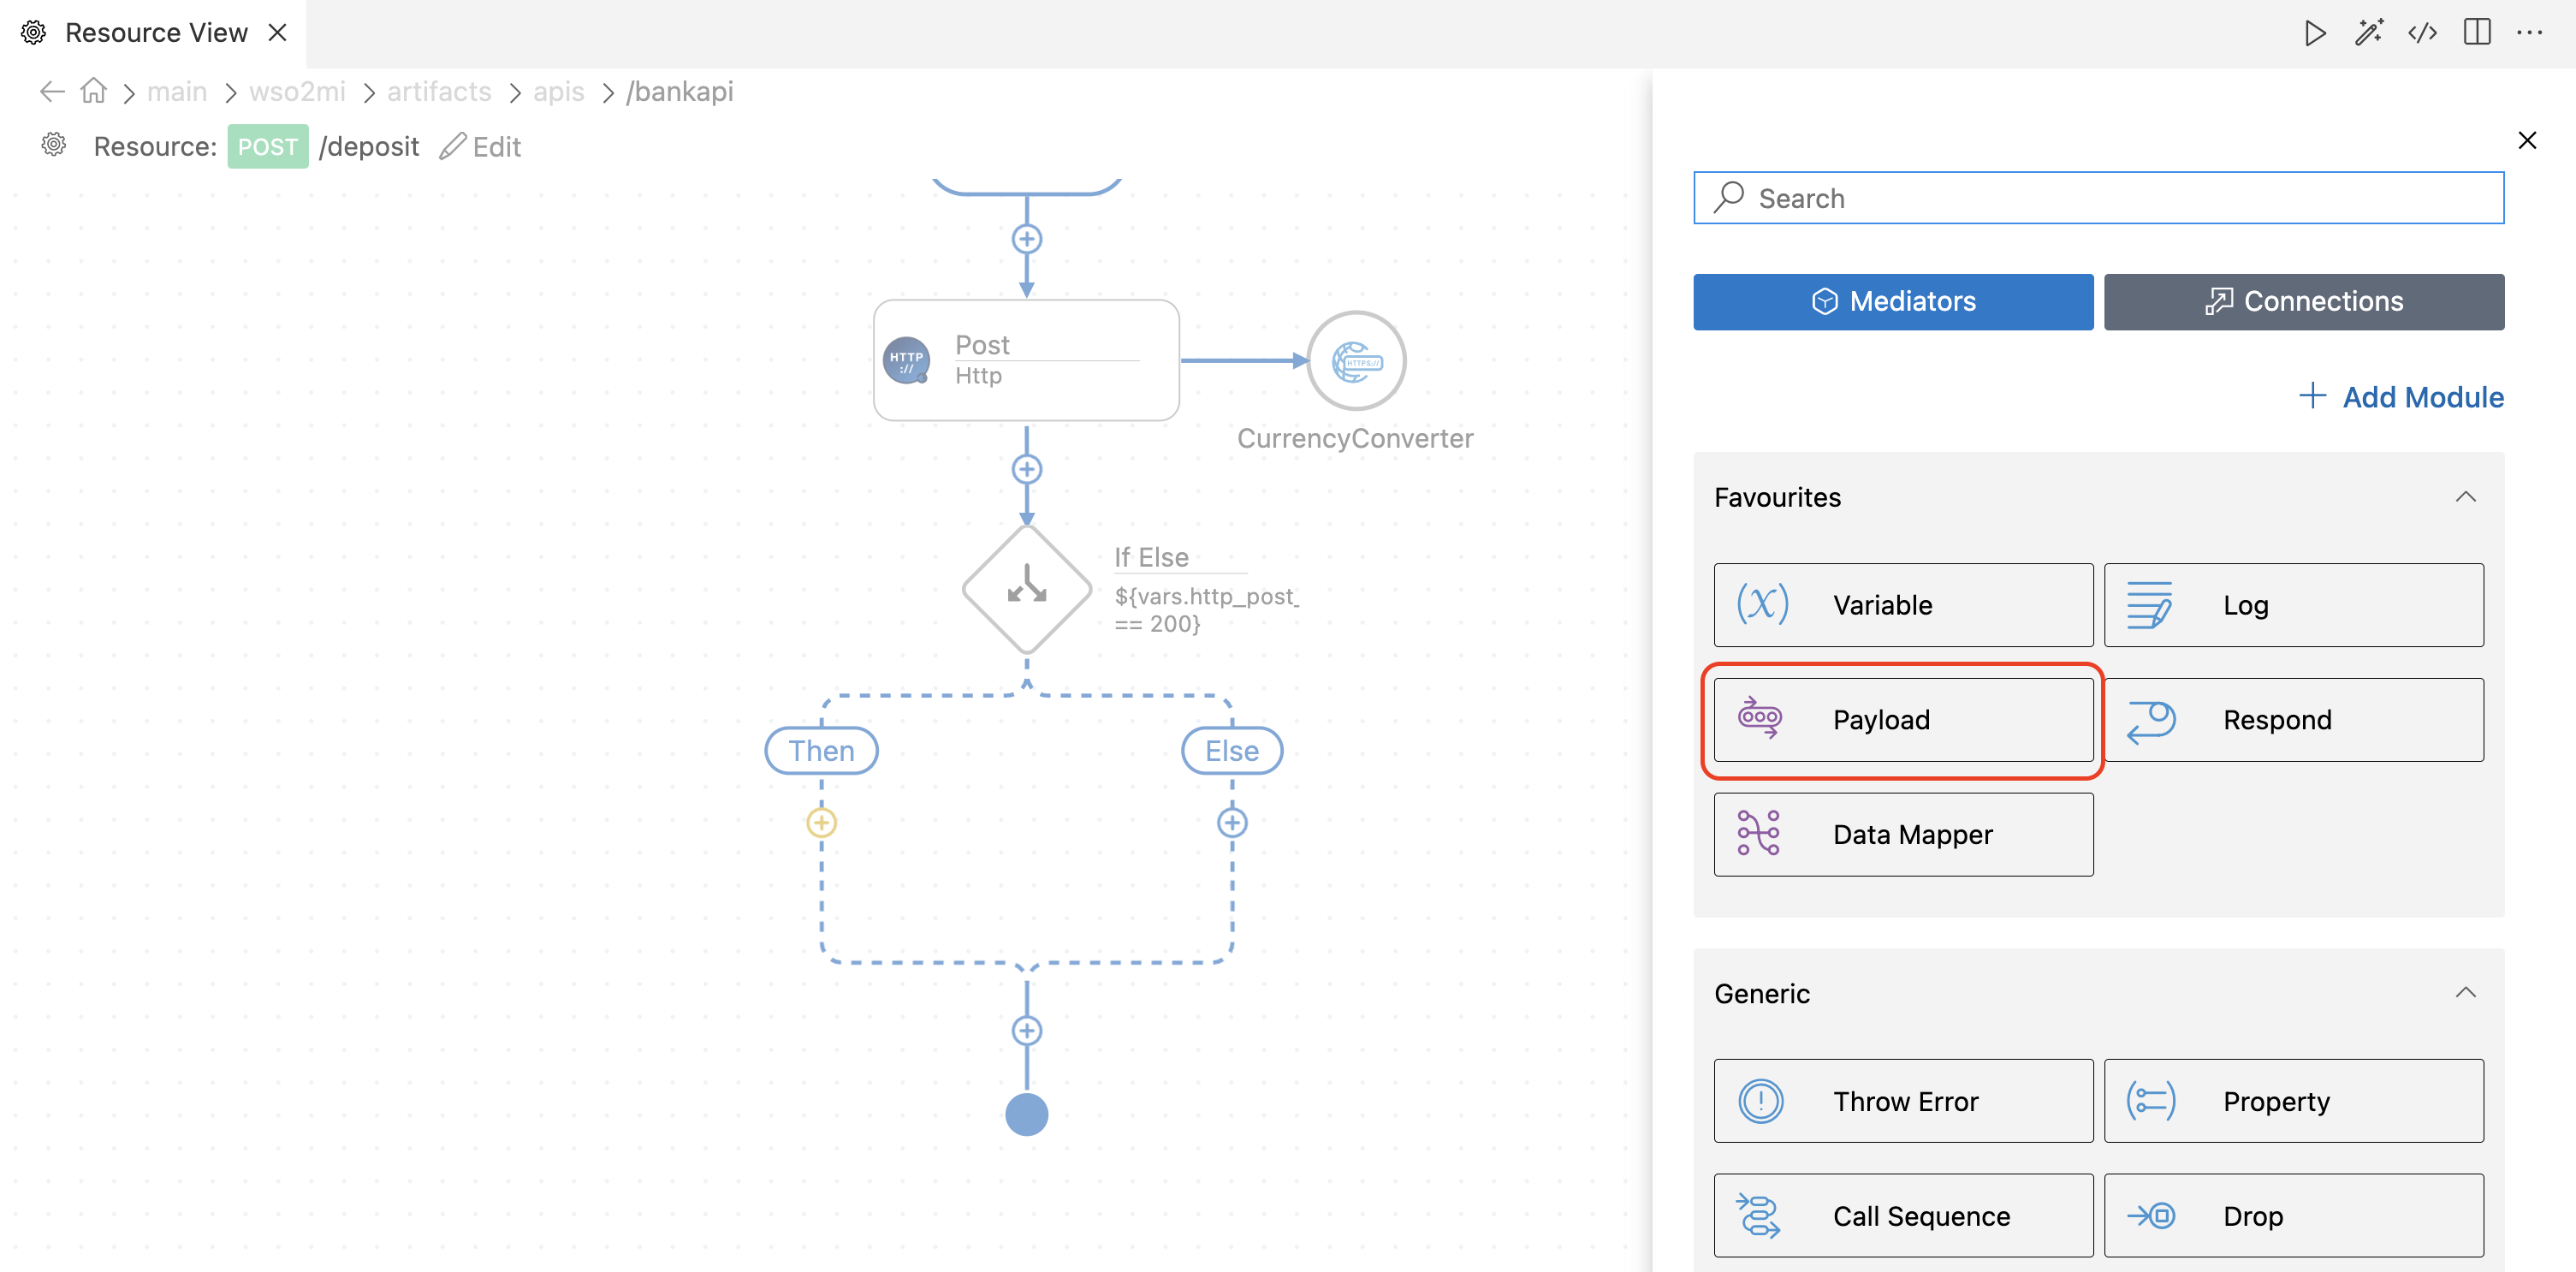 Resource View
main wso2mi artifacts apis /bankapi
Resource: POST /deposit Edit
HTTP
://
Post
Http
HTTPS://
CurrencyConverter
If Else
${vars.http_post_
== 200}
Then
Else
Search
Mediators
Connections
Add Module
Favourites
Variable
Log
Payload
Respond
Data Mapper
Generic
Throw Error
Property
Call Sequence
Drop